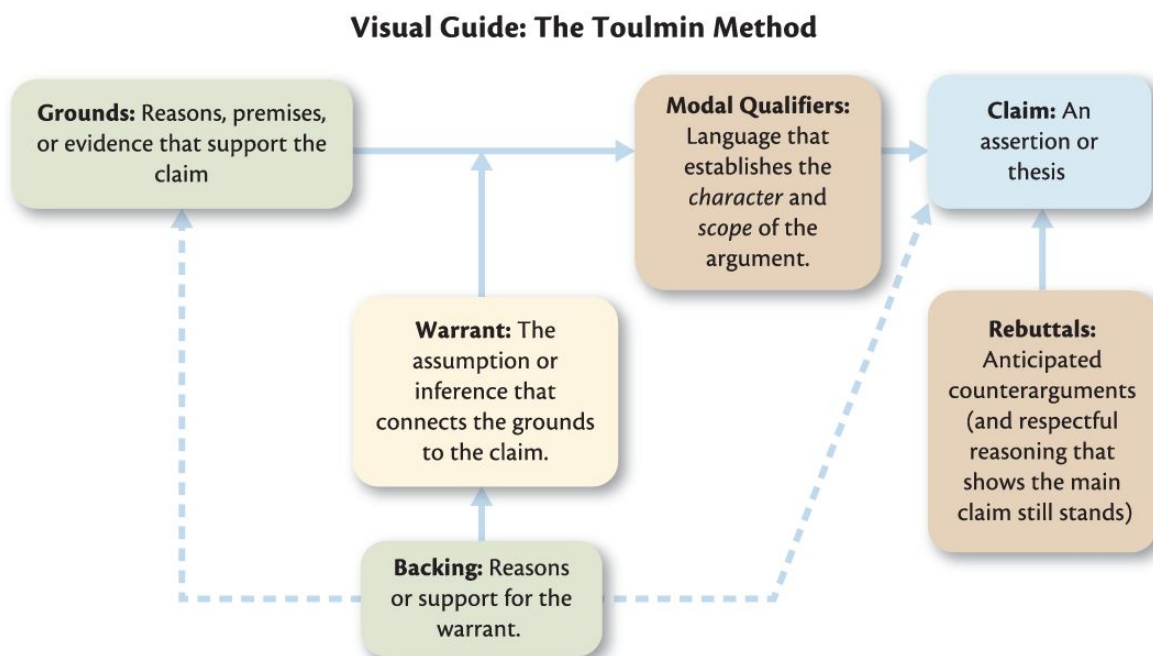 Visual Guide: The Toulmin Method
Grounds: Reasons, premises,
or evidence that support the
claim
Modal Qualifiers:
Language that
establishes the
character and
scope of the
argument.
Claim: An
assertion or
thesis
Warrant: The
assumption or
inference that
connects the grounds
to the claim.
Rebuttals:
Anticipated
counterarguments
(and respectful
reasoning that
shows the main
claim still stands)
Backing: Reasons
or support for the
warrant.